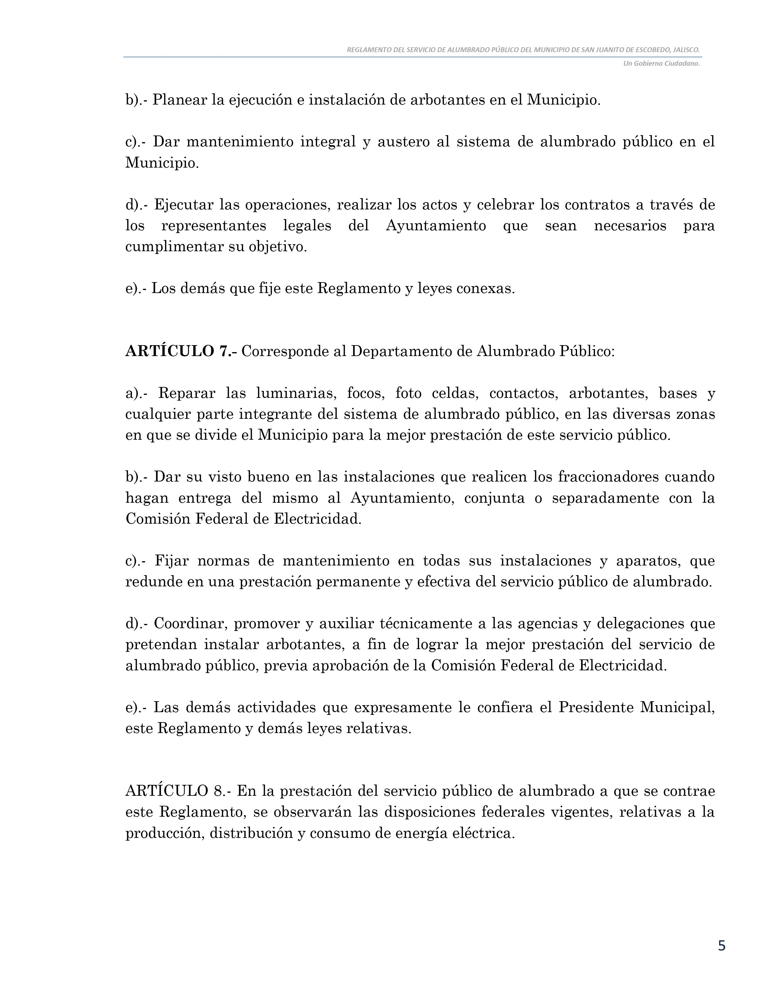 REGLAMENTO DEL SERVICIO DE ALUMBRADO PÚBLICO DEL MUNICIPIO DE SAN JUANITO DE ESCOBEDO, JALISCO.
Un Gobierno Ciudadano.
b).- Planear la ejecución e instalación de arbotantes en el Municipio.
c).- Dar mantenimiento integral y austero al sistema de alumbrado público en el
Municipio.
d).- Ejecutar las operaciones, realizar los actos y celebrar los contratos a través de
los representantes legales del Ayuntamiento que sean necesarios para
cumplimentar su objetivo.
e).- Los demás que fije este Reglamento y leyes conexas.
ARTÍCULO 7.- Corresponde al Departamento de Alumbrado Público:
a).- Reparar las luminarias, focos, foto celdas, contactos, arbotantes, bases y
cualquier parte integrante del sistema de alumbrado público, en las diversas zonas
en que se divide el Municipio para la mejor prestación de este servicio público.
b).- Dar su visto bueno en las instalaciones que realicen los fraccionadores cuando
hagan entrega del mismo al Ayuntamiento, conjunta o separadamente con la
Comisión Federal de Electricidad.
c).- Fijar normas de mantenimiento en todas sus instalaciones y aparatos, que
redunde en una prestación permanente y efectiva del servicio público de alumbrado.
d).- Coordinar, promover y auxiliar técnicamente a las agencias y delegaciones que
pretendan instalar arbotantes, a fin de lograr la mejor prestación del servicio de
alumbrado público, previa aprobación de la Comisión Federal de Electricidad.
e).- Las demás actividades que expresamente le confiera el Presidente Municipal,
este Reglamento y demás leyes relativas.
ARTÍCULO 8.- En la prestación del servicio público de alumbrado a que se contrae
este Reglamento, se observarán las disposiciones federales vigentes, relativas a la
producción, distribución y consumo de energía eléctrica.
5